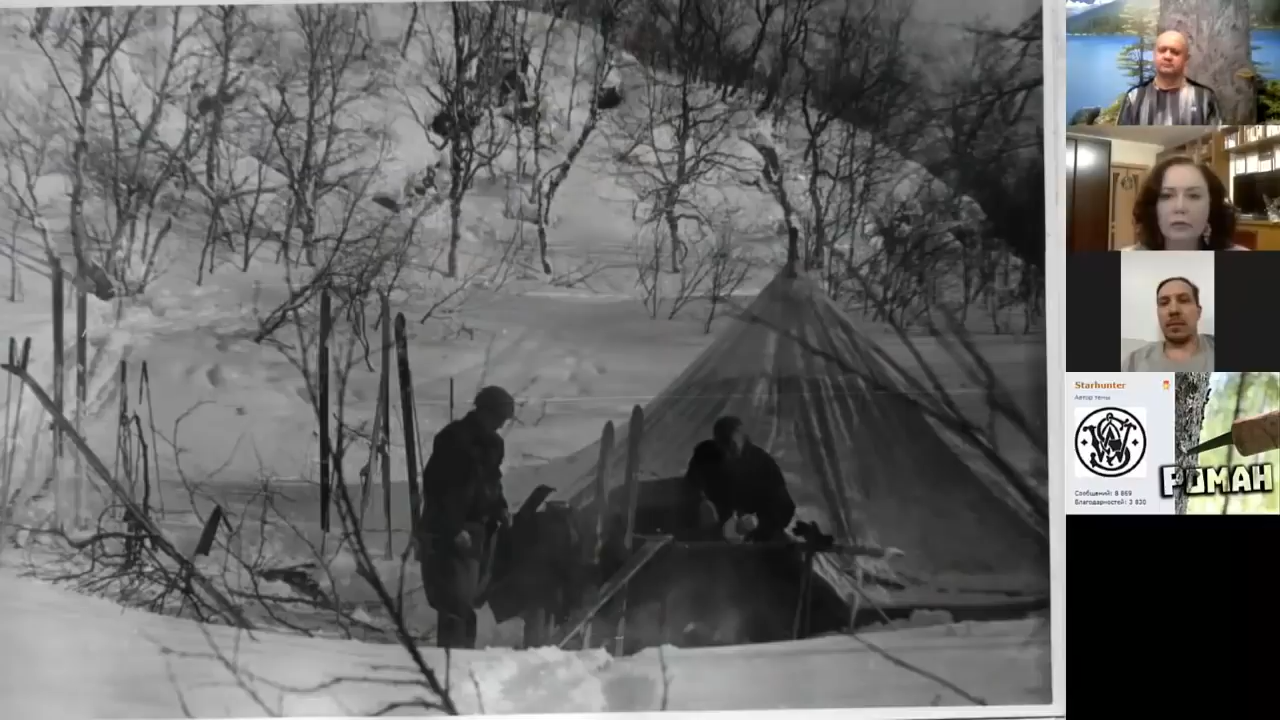 Starhunter
Автор темы
Сообщений: 8 869
Благодарностей: 3 830
РОМАН